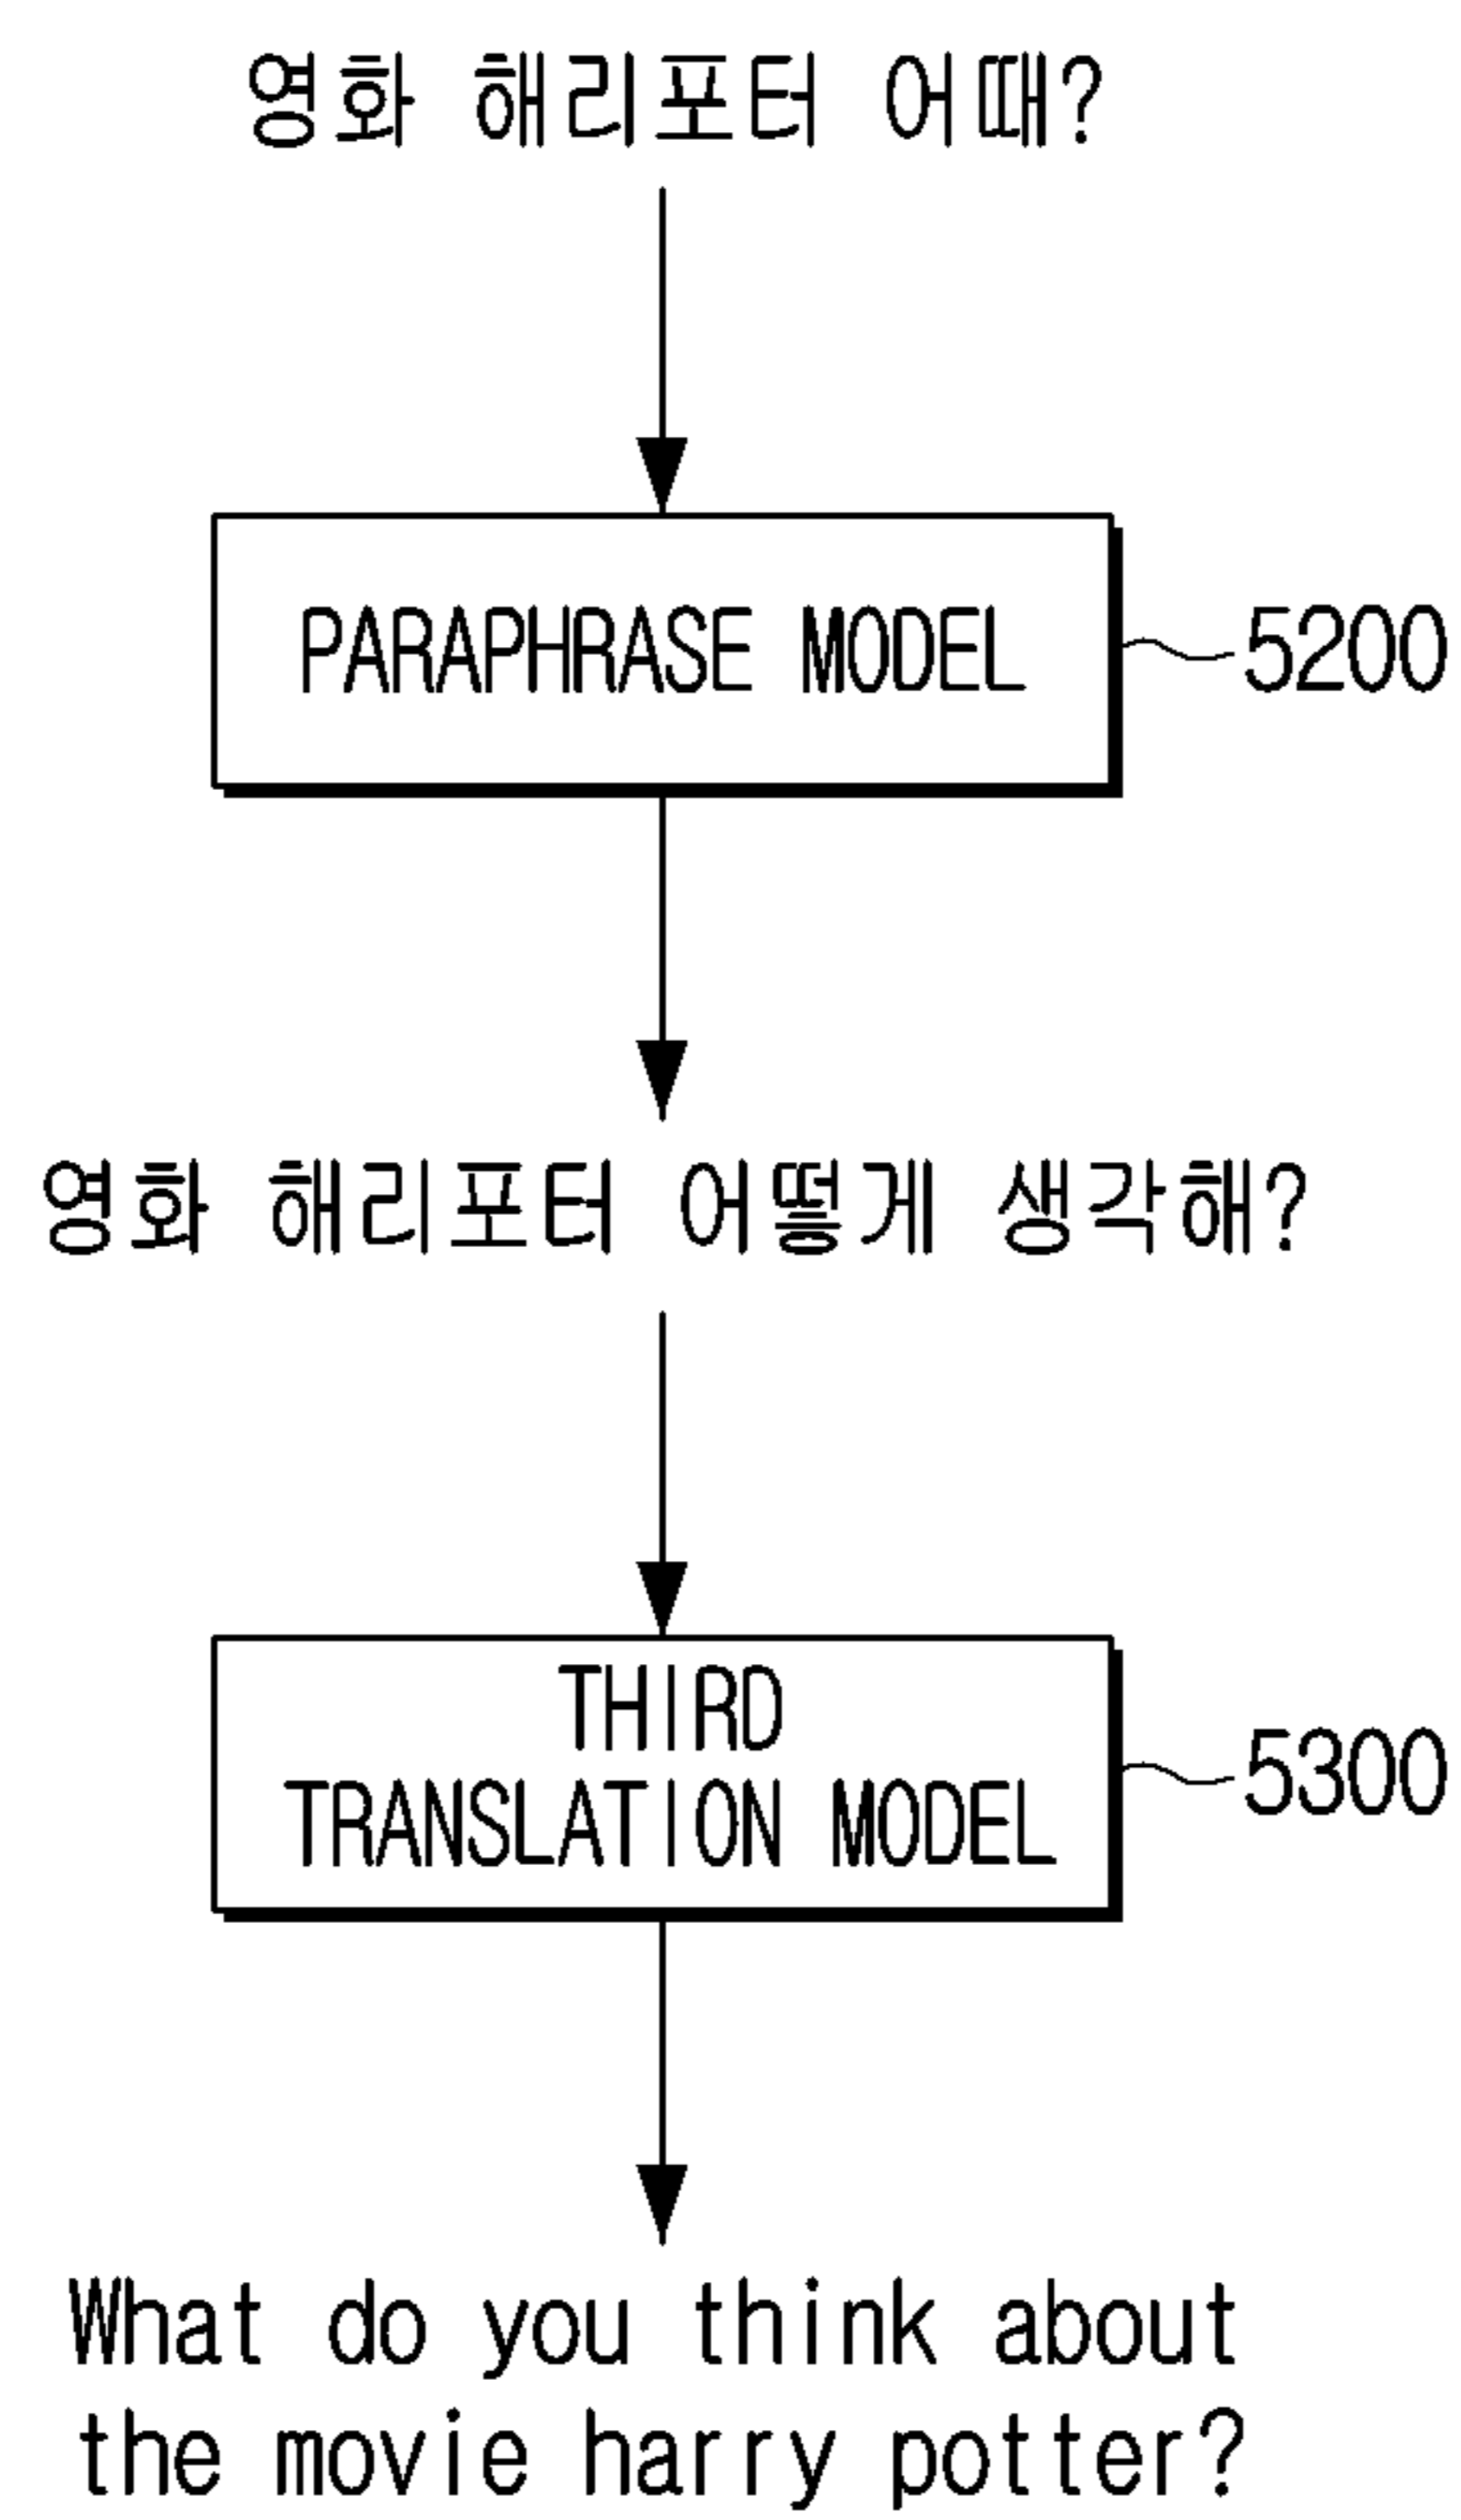 영화 해리포터 어때?
PARAPHRASE MODEL
5200
영화 해리포터 어떻게 생각해?
THIRD
TRANSLATION MODEL
5300
What do you think about
the movie harry potter?